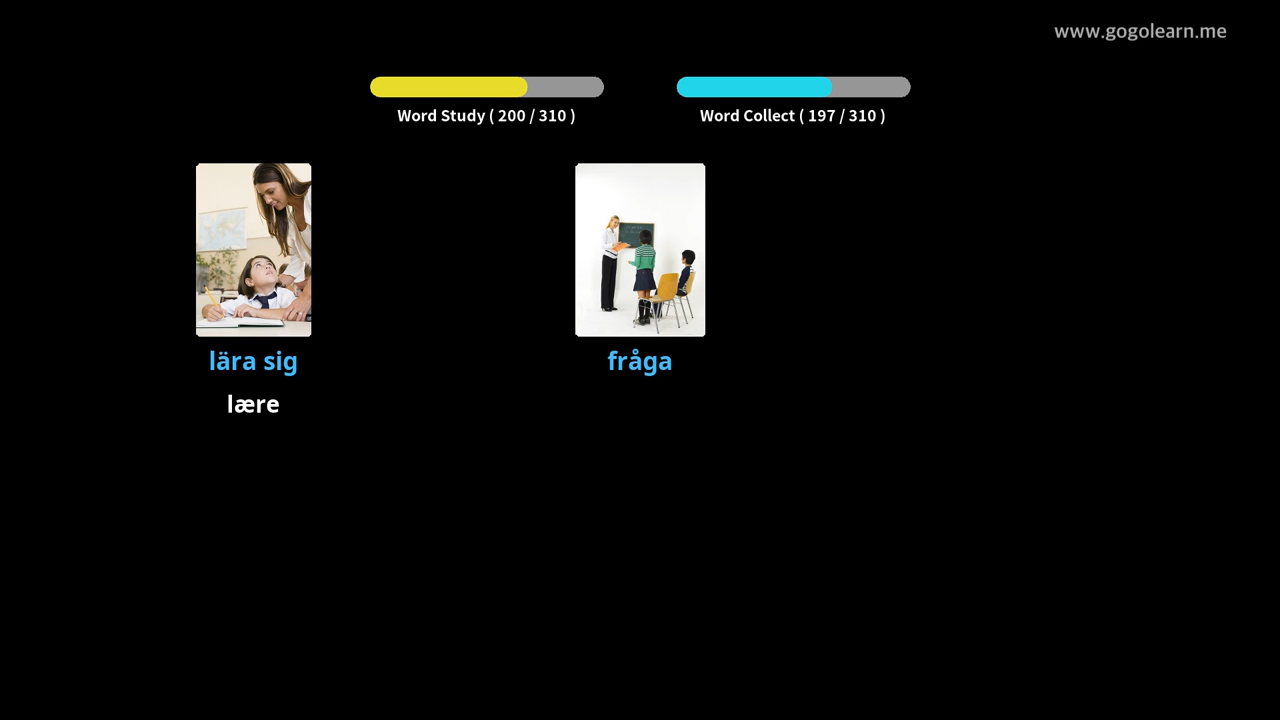 www.gogolearn.me
Word Study ( 200 / 310 )
Word Collect ( 197 / 310 )
lära sig
fråga
lære